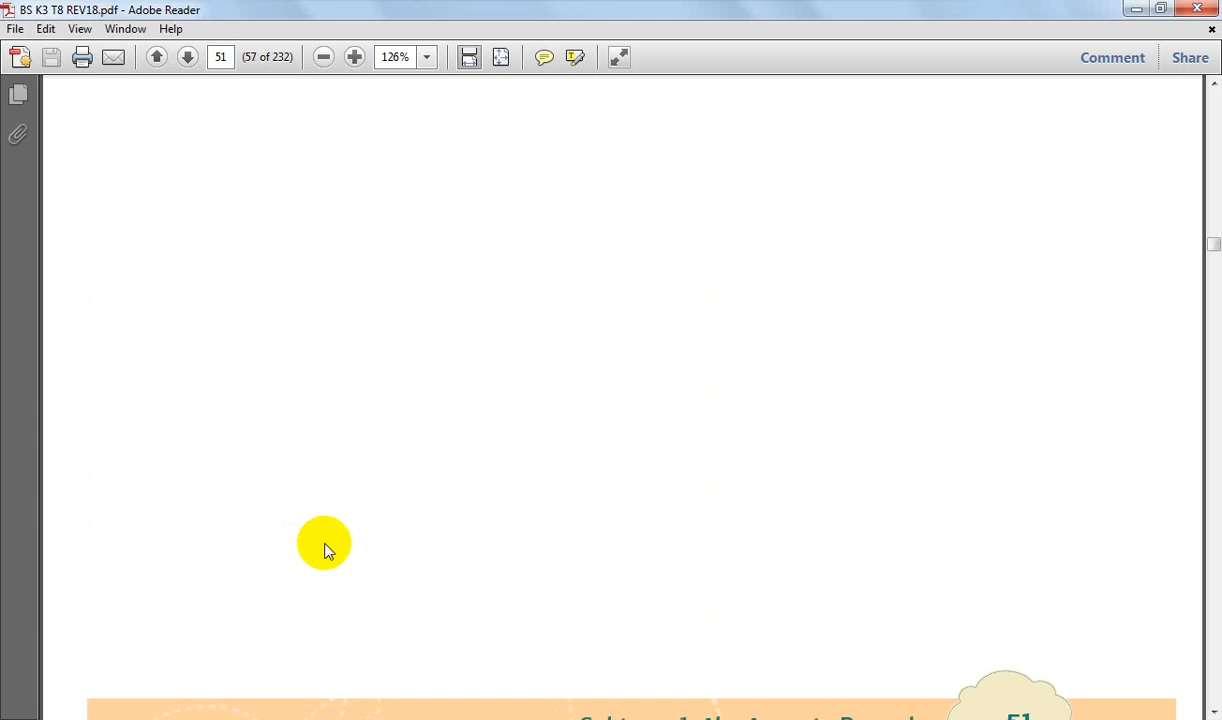 BS K3 T8 REV18.pdf - Adobe Reader
File Edit View Window Help
51 (57 of 232) 126% Comment Share
51